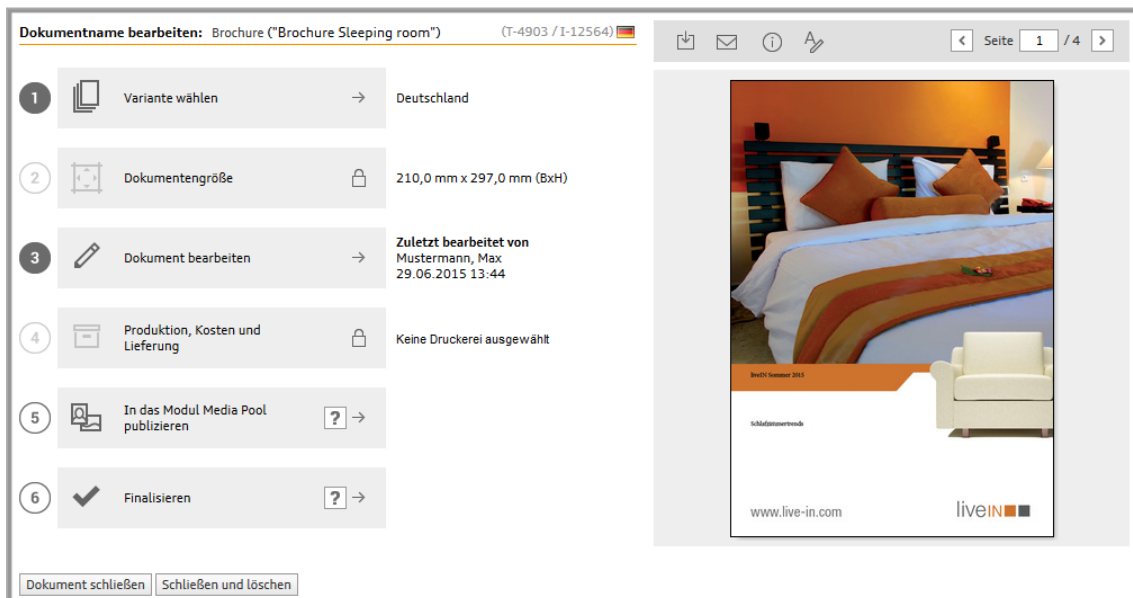 Dokumentname bearbeiten: Brochure ("Brochure Sleeping room") (T-4903 / I-12564)
1 Variante wählen → Deutschland
2 Dokumentengröße 210,0 mm x 297,0 mm (BxH)
3 Dokument bearbeiten → Zuletzt bearbeitet von
Mustermann, Max
29.06.2015 13:44
4 Produktion, Kosten und
Lieferung
Keine Druckerei ausgewählt
5 In das Modul Media Pool
publizieren
? →
6 Finalisieren ? →
Dokument schließen Schließen und löschen
< Seite 1 / 4 >
liveIN Sommer 2015
Schlafzimmertrends
www.live-in.com liveIN